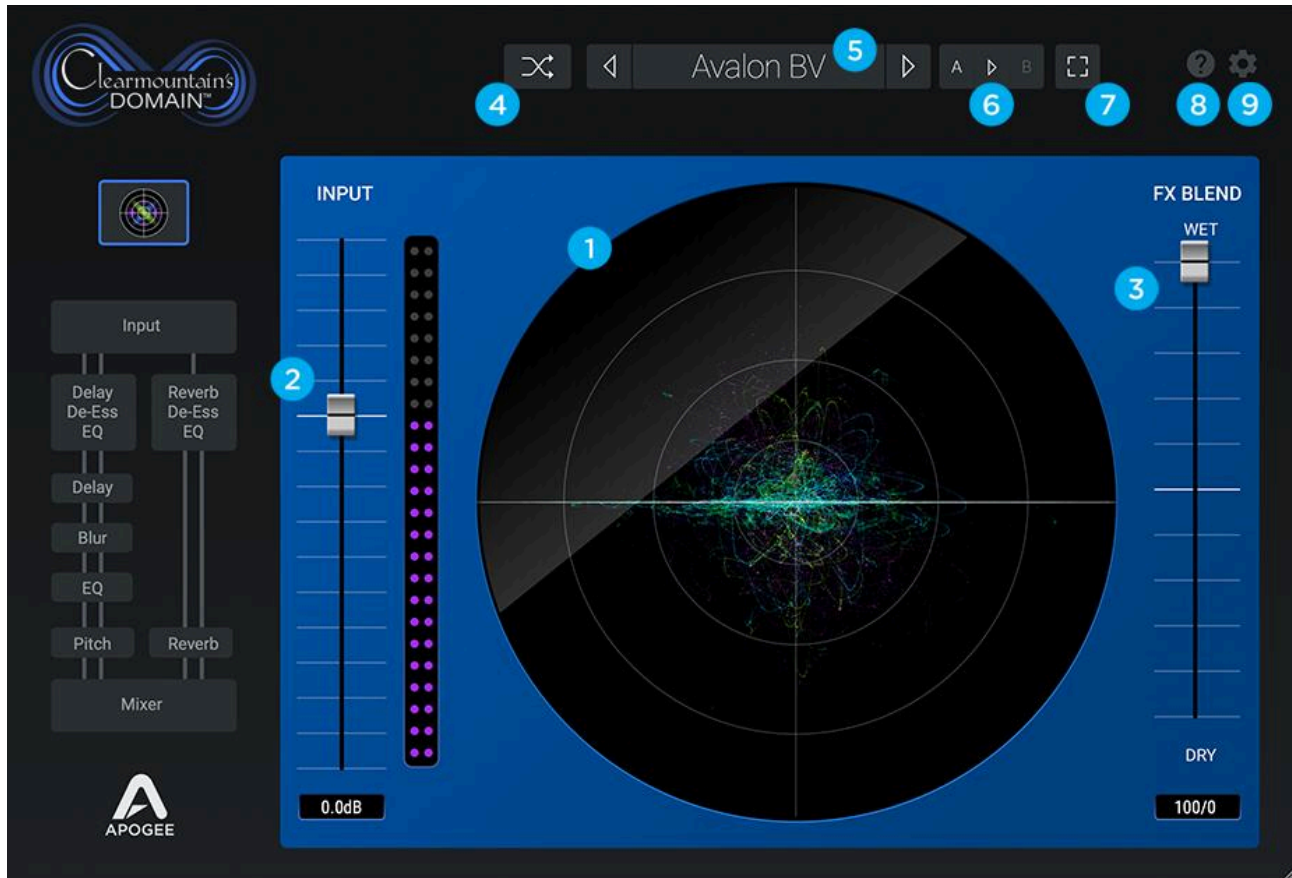 Clearmountain's
DOMAIN™
4
Avalon BV
5
A
B
6
7
?
8
9
INPUT
1
FX BLEND
WET
3
Input
2
Delay
De-Ess
EQ
Reverb
De-Ess
EQ
Delay
Blur
EQ
Pitch
Reverb
Mixer
DRY
0.0dB
100/0
APOGEE